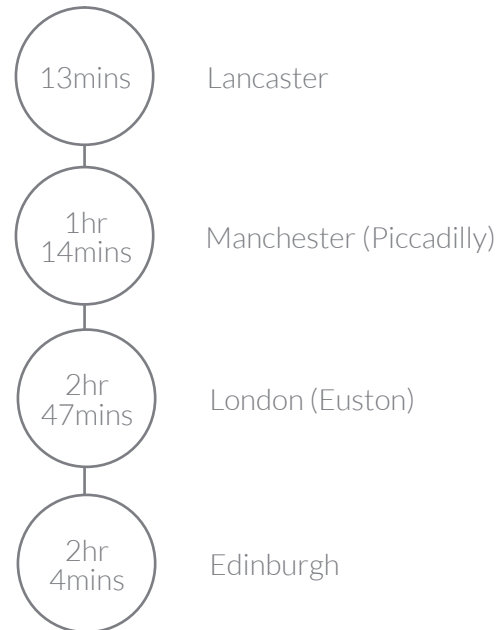 13mins
Lancaster
1hr
14mins
Manchester (Piccadilly)
2hr
47mins
London (Euston)
2hr
4mins
Edinburgh